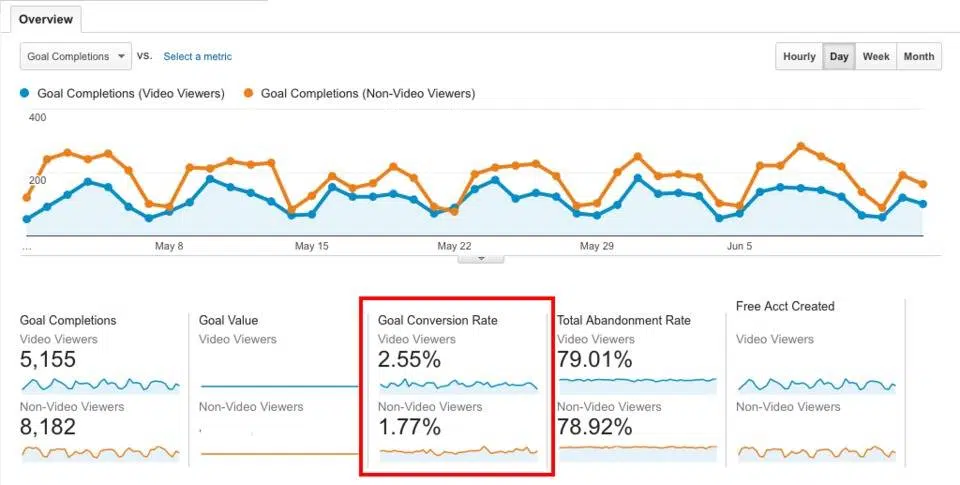 Overview
Goal Completions vs. Select a metric Hourly Day Week Month
Goal Completions (Video Viewers) Goal Completions (Non-Video Viewers)
400
200
... May 8 May 15 May 22 May 29 Jun 5
Goal Completions
Video Viewers
5,155
Non-Video Viewers
8,182
Goal Value
Video Viewers
Non-Video Viewers
Goal Conversion Rate
Video Viewers
2.55%
Non-Video Viewers
1.77%
Total Abandonment Rate
Video Viewers
79.01%
Non-Video Viewers
78.92%
Free Acct Created
Video Viewers
Non-Video Viewers